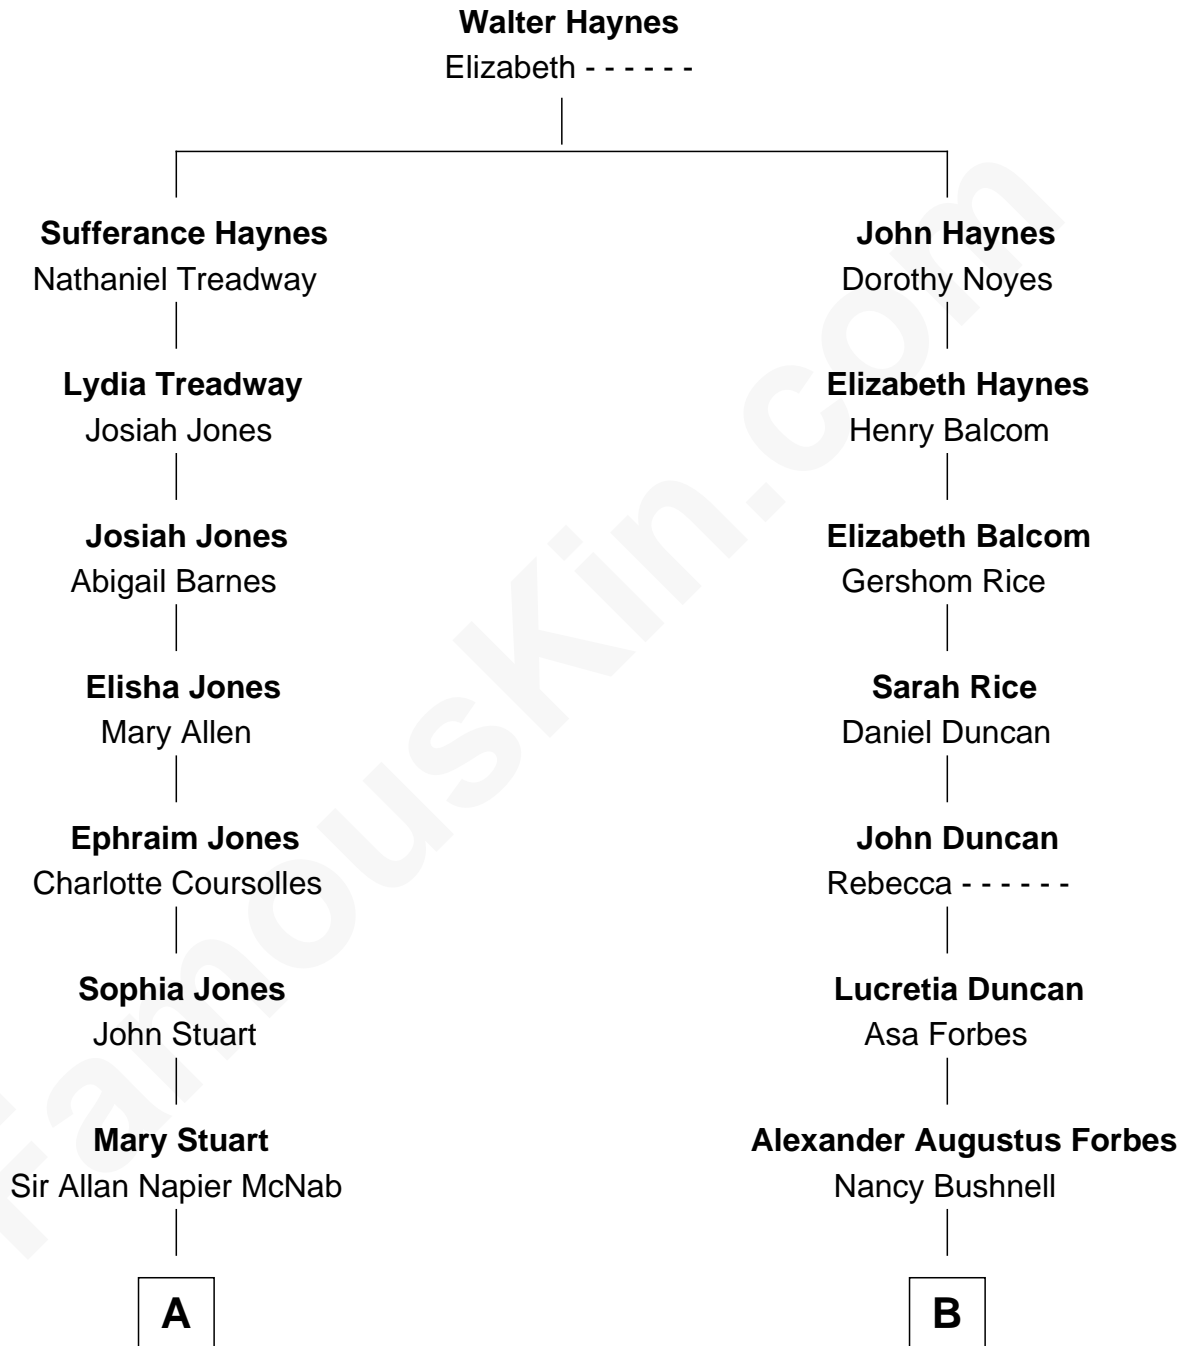 Walter Haynes
Elizabeth - - - - - -
Sufferance Haynes
Nathaniel Treadway
Lydia Treadway
Josiah Jones
Josiah Jones
Abigail Barnes
Elisha Jones
Mary Allen
Ephraim Jones
Charlotte Coursolles
Sophia Jones
John Stuart
Mary Stuart
Sir Allan Napier McNab
A
John Haynes
Dorothy Noyes
Elizabeth Haynes
Henry Balcom
Elizabeth Balcom
Gershom Rice
Sarah Rice
Daniel Duncan
John Duncan
Rebecca - - - - - -
Lucretia Duncan
Asa Forbes
Alexander Augustus Forbes
Nancy Bushnell
B
FamousKin.com